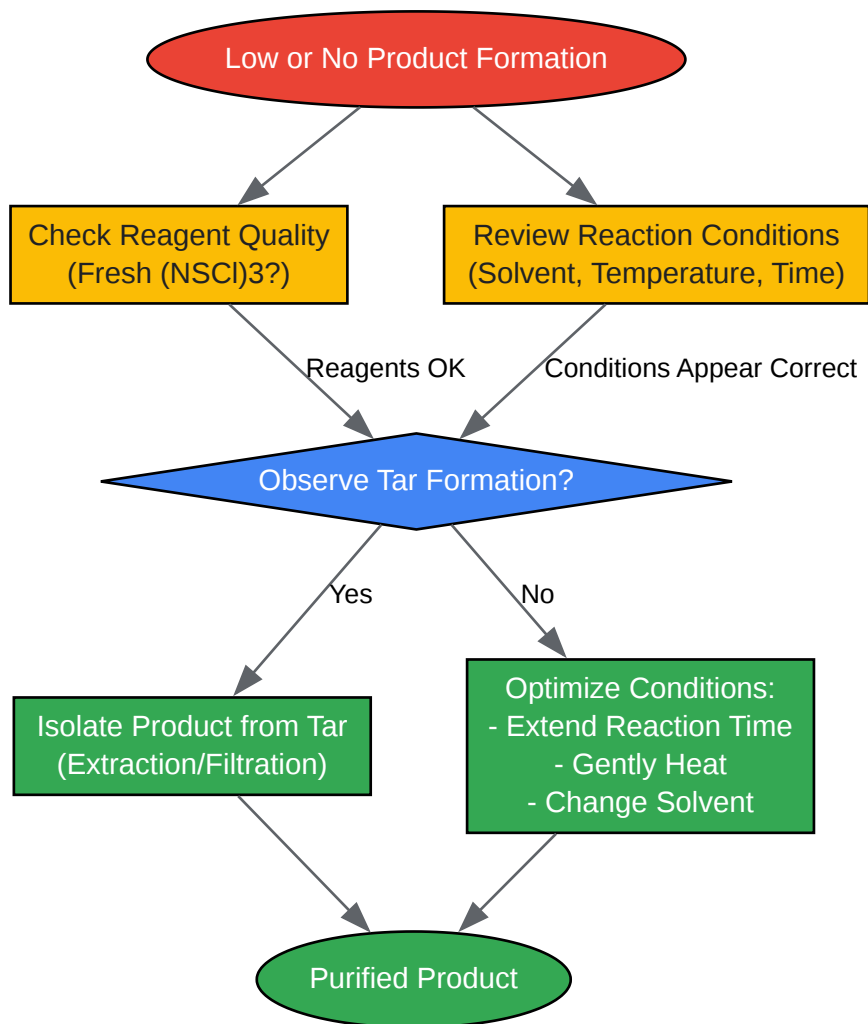 Low or No Product Formation
Check Reagent Quality
(Fresh (NSCl)3?)
Review Reaction Conditions
(Solvent, Temperature, Time)
Reagents OK
Conditions Appear Correct
Observe Tar Formation?
Yes
No
Isolate Product from Tar
(Extraction/Filtration)
Optimize Conditions:
- Extend Reaction Time
- Gently Heat
- Change Solvent
Purified Product